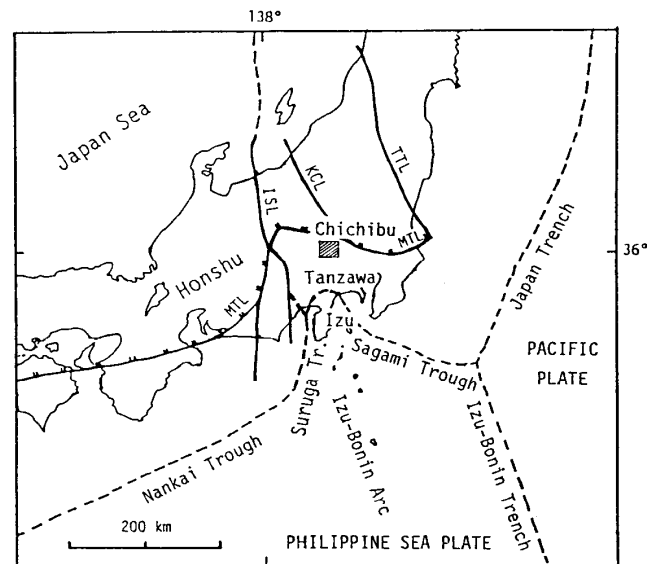 138°
Japan Sea
ISL
KCL
TTL
Chichibu
MTL
36°
Honshu
Tanzawa
MTL
Izu
Japan Trench
Suruga Tr.
Sagami Trough
PACIFIC
PLATE
Izu-Bonin Arc
Izu-Bonin Trench
Nankai Trough
200 km
PHILIPPINE SEA PLATE